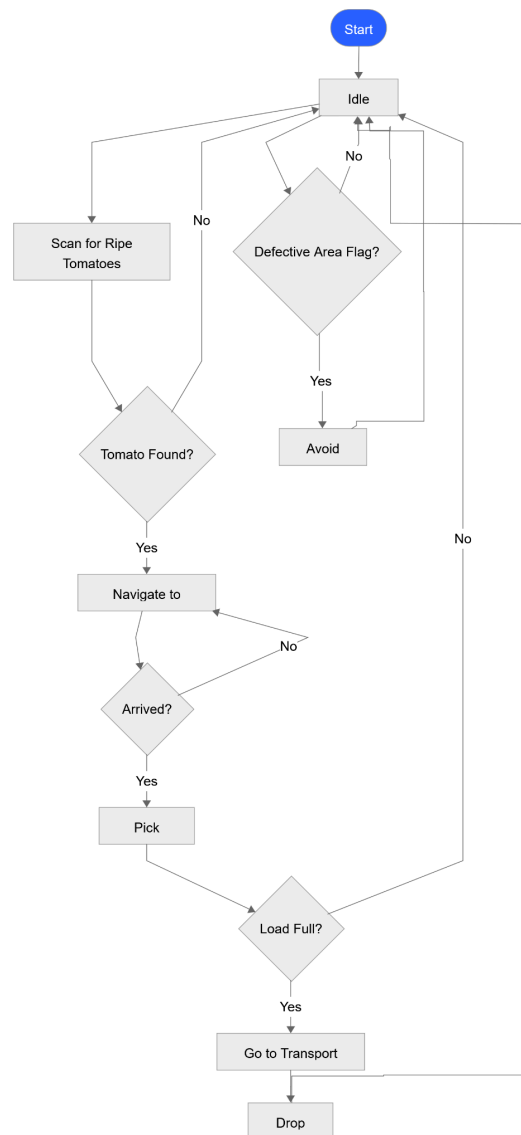 Start
Idle
No
No
Scan for Ripe
Tomatoes
Defective Area Flag?
Yes
Avoid
Tomato Found?
Yes
No
Navigate to
No
Arrived?
Yes
Pick
Load Full?
Yes
Go to Transport
Drop